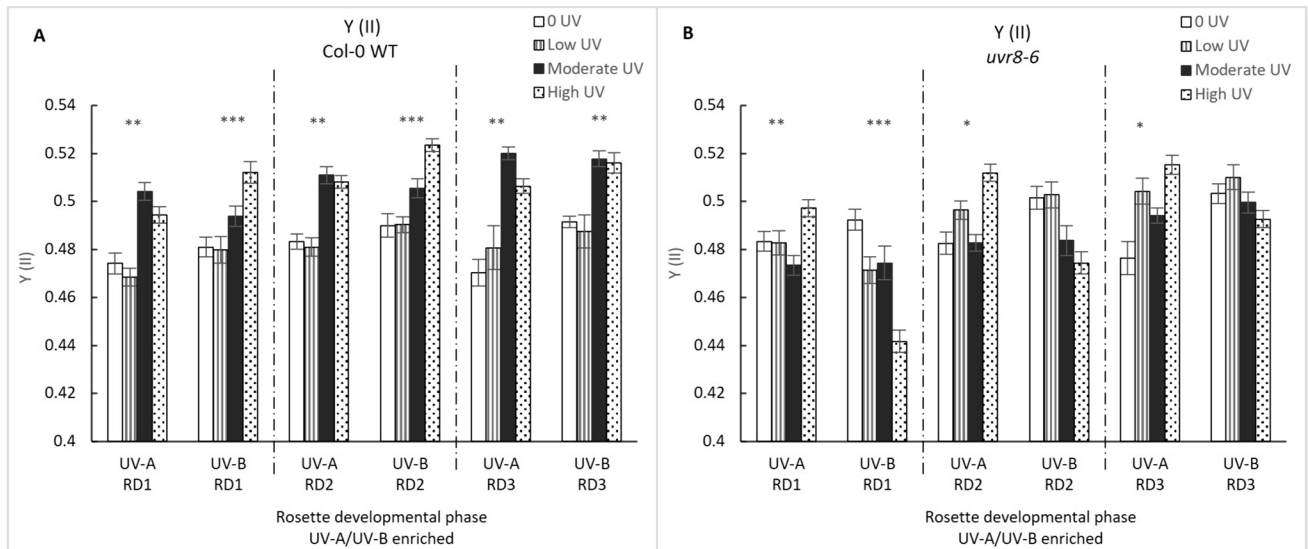 A
Y (II)
Col-0 WT
0 UV
Low UV
Moderate UV
High UV
Y (II)
0.54
0.52
0.5
0.48
0.46
0.44
0.42
0.4
** *** ** *** ** **
UV-A UV-B UV-A UV-B UV-A UV-B
RD1 RD1 RD2 RD2 RD3 RD3
Rosette developmental phase
UV-A/UV-B enriched
B
Y (II)
uvr8-6
0 UV
Low UV
Moderate UV
High UV
Y (II)
0.54
0.52
0.5
0.48
0.46
0.44
0.42
0.4
** *** * *
UV-A UV-B UV-A UV-B UV-A UV-B
RD1 RD1 RD2 RD2 RD3 RD3
Rosette developmental phase
UV-A/UV-B enriched